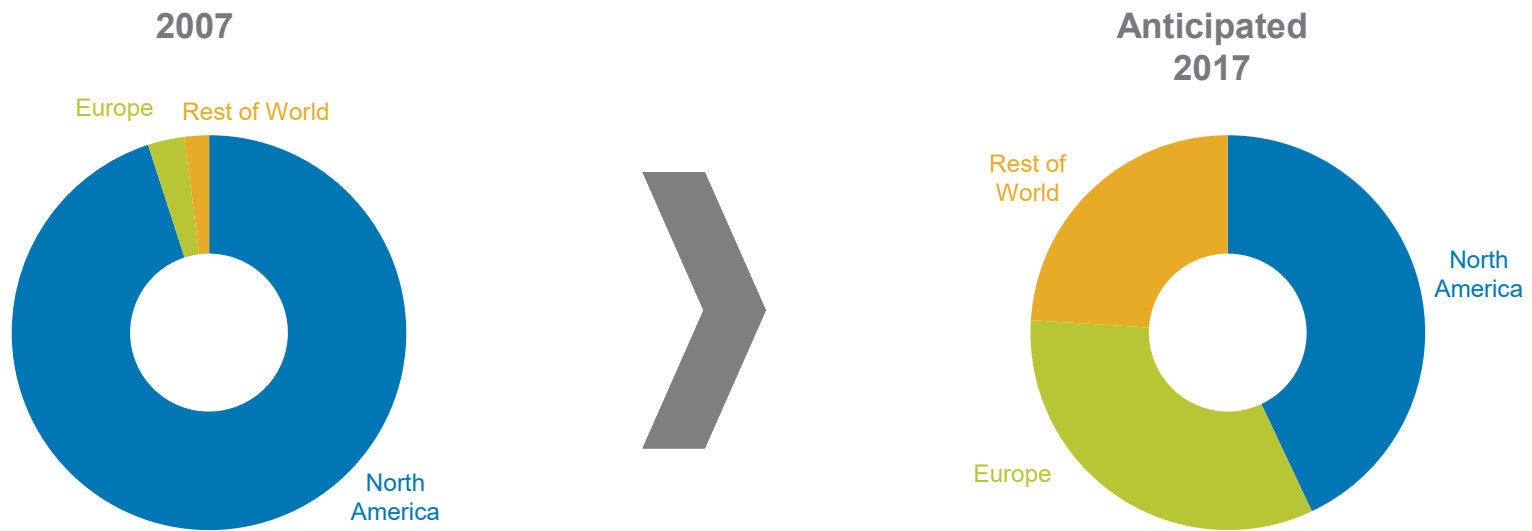 2007
Europe
Rest of World
North
America
Anticipated
2017
Rest of
World
North
America
Europe